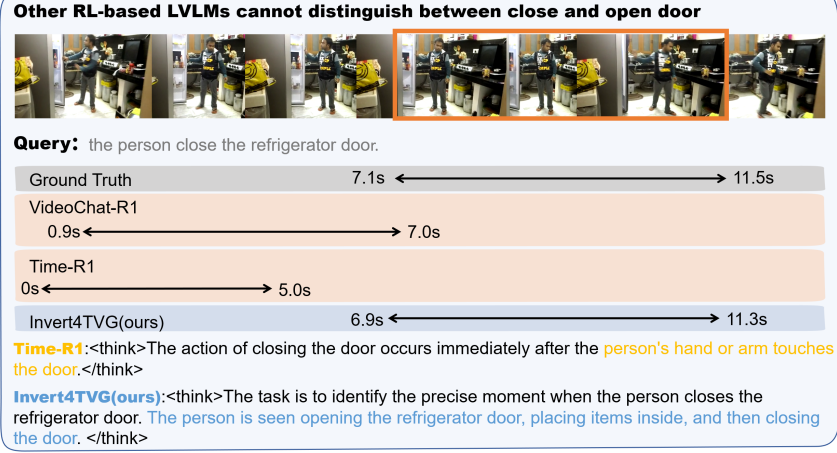 Other RL-based LVLMs cannot distinguish between close and open door
Query: the person close the refrigerator door.
Ground Truth 7.1s 11.5s
VideoChat-R1
0.9s 7.0s
Time-R1
0s 5.0s
Invert4TVG(ours) 6.9s 11.3s
Time-R1:<think>The action of closing the door occurs immediately after the person's hand or arm touches
the door.</think>
Invert4TVG(ours):<think>The task is to identify the precise moment when the person closes the
refrigerator door. The person is seen opening the refrigerator door, placing items inside, and then closing
the door. </think>